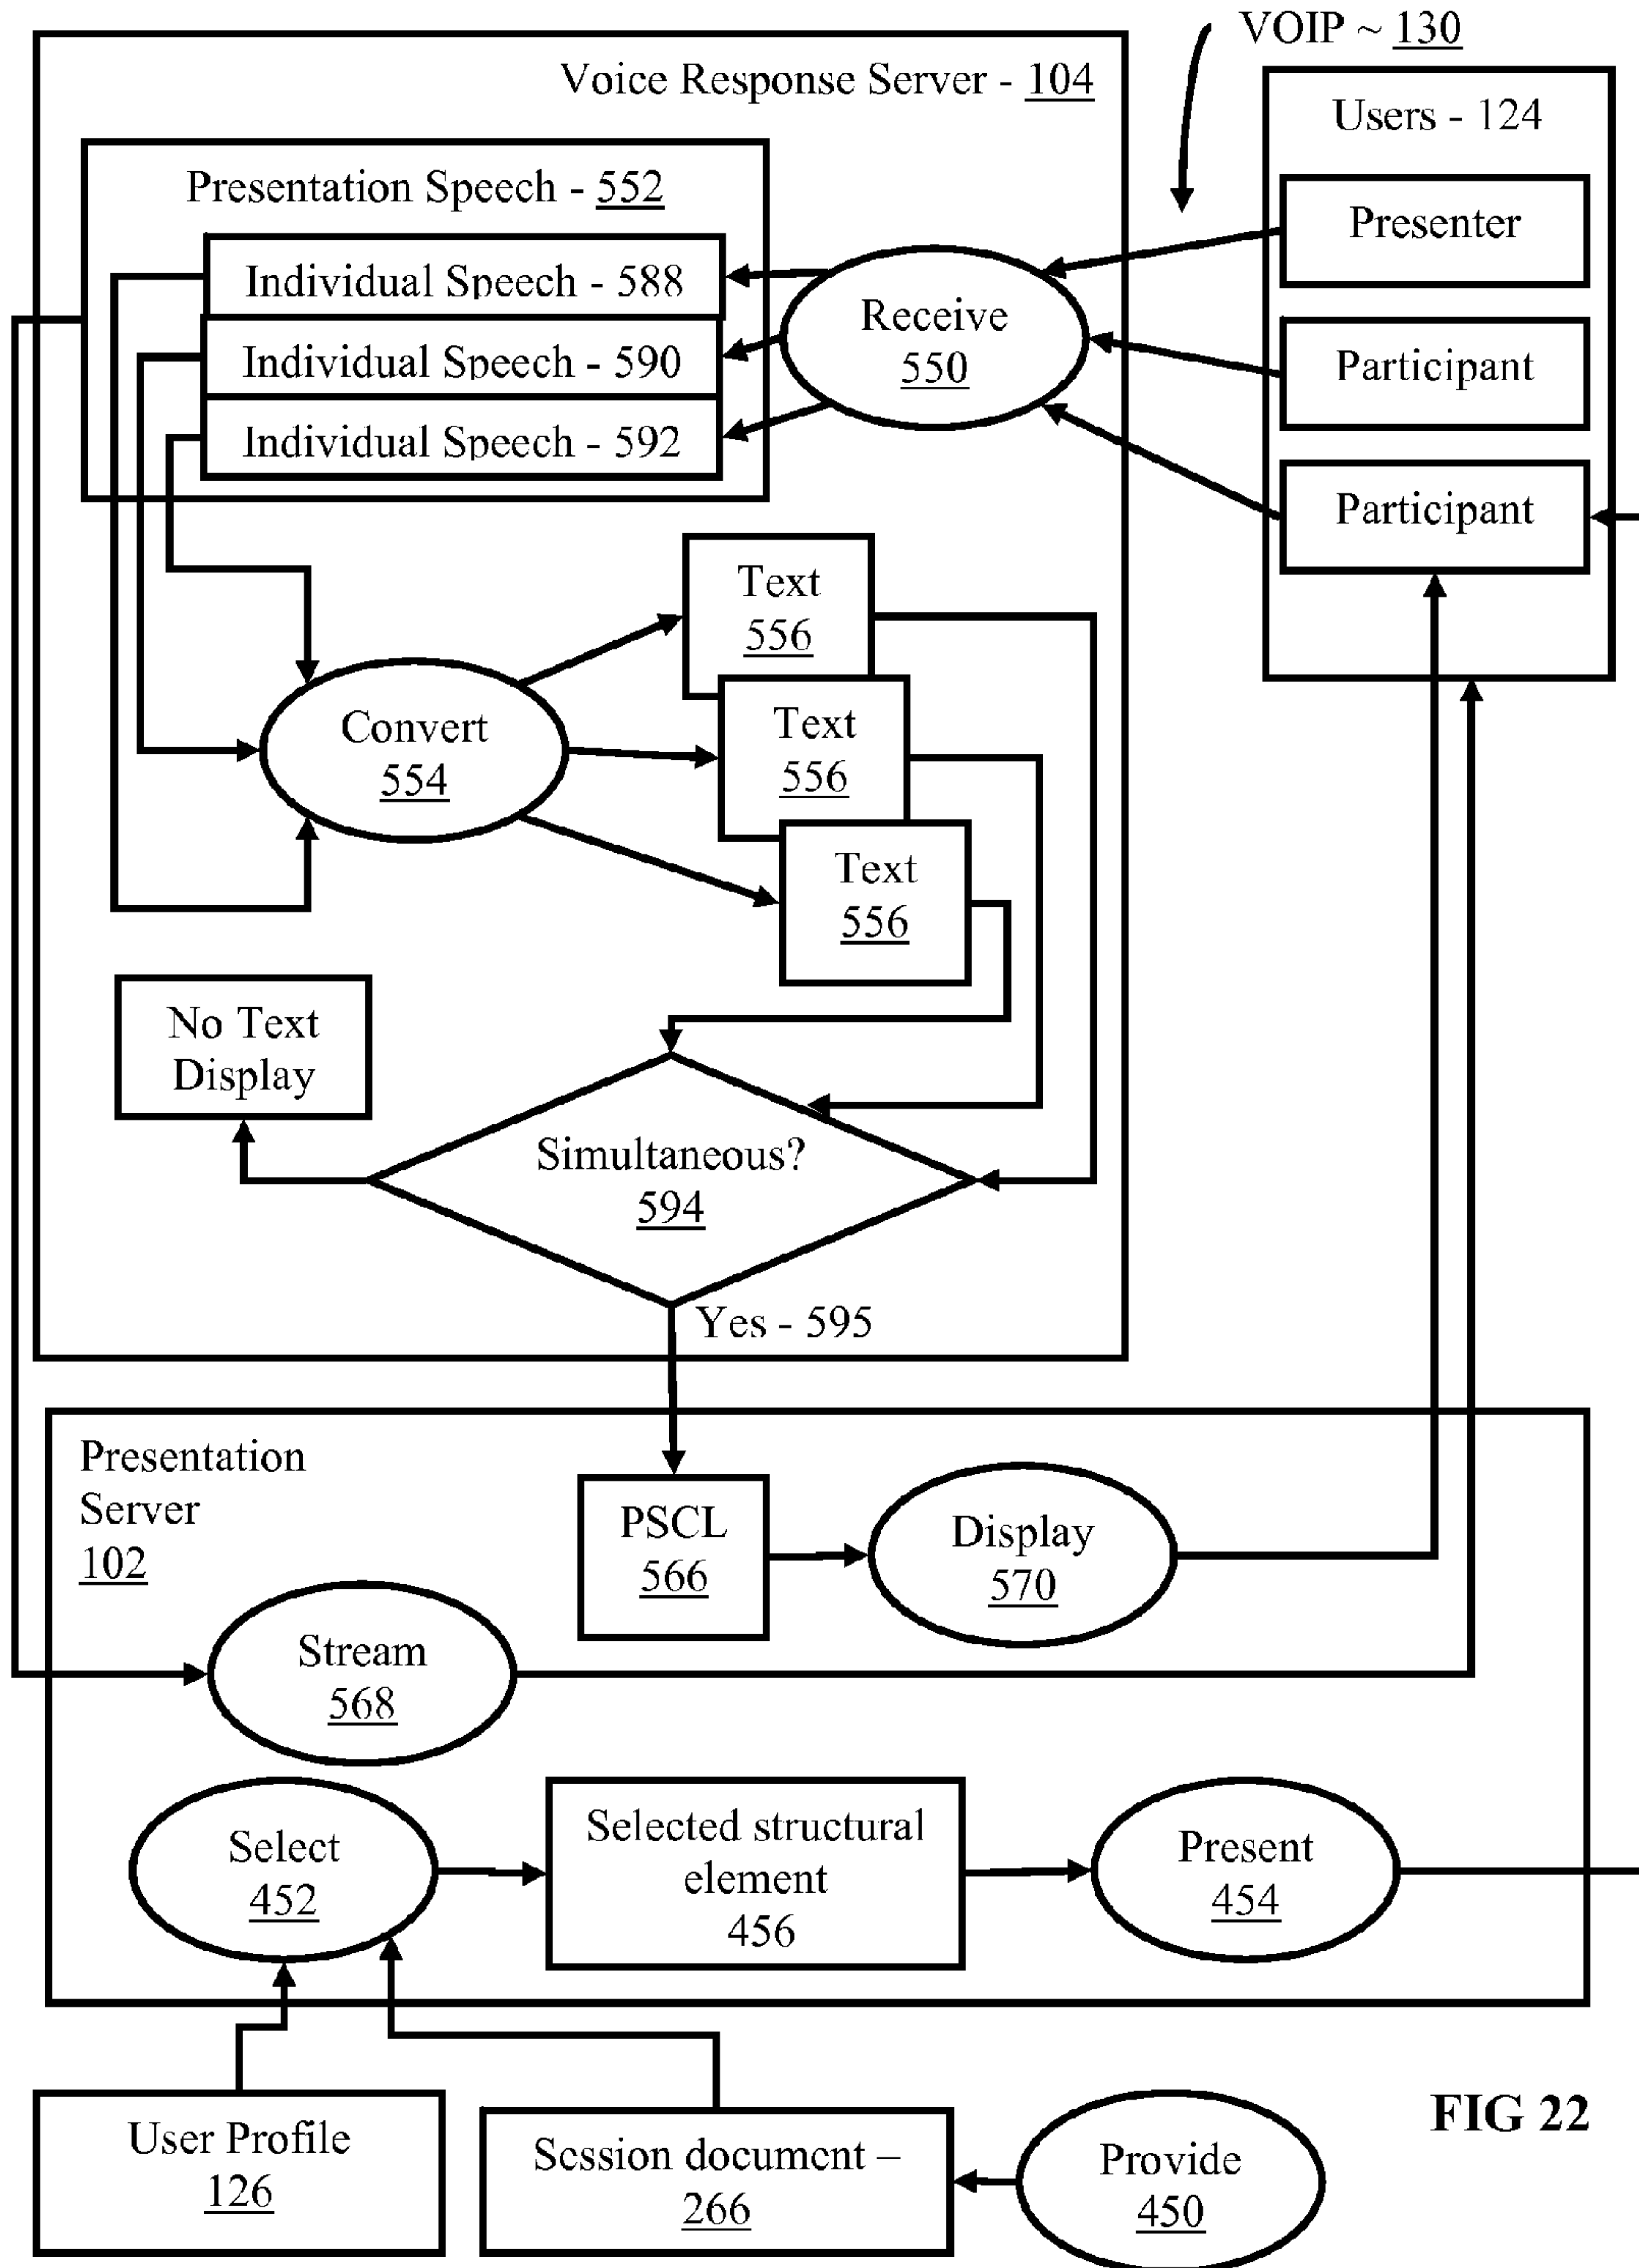 VOIP ~ 130
Voice Response Server - 104
Users - 124
Presentation Speech - 552
Presenter
Individual Speech - 588
Receive
550
Individual Speech - 590
Participant
Individual Speech - 592
Participant
Text
556
Convert
554
Text
556
Text
556
No Text
Display
Simultaneous?
594
Yes - 595
Presentation
Server
102
PSCL
566
Display
570
Stream
568
Select
452
Selected structural
element
456
Present
454
User Profile
126
Session document –
266
Provide
450
FIG 22